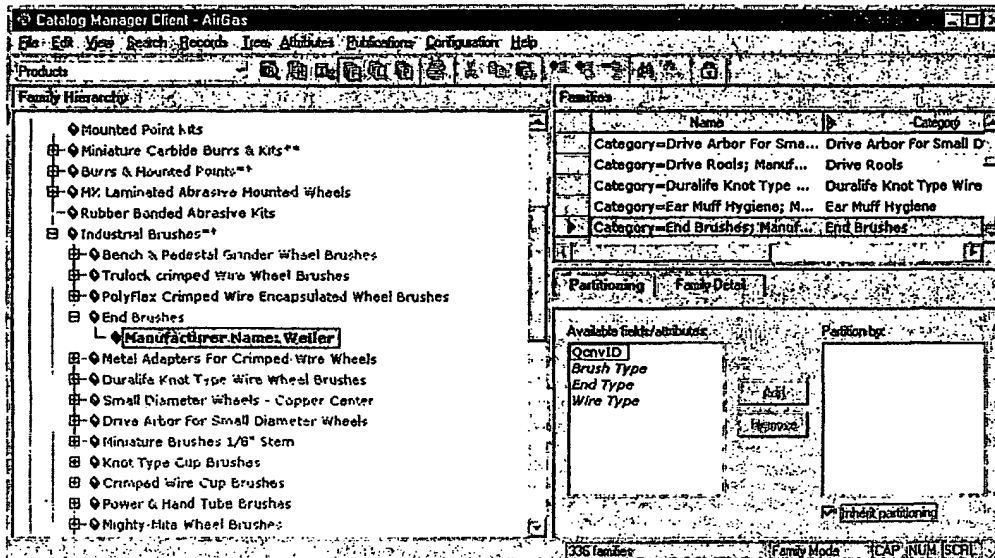 Catalog Manager Client - AirGas
File Edit View Search Records Trees Attributes Publications Configuration Help
Products
Family Hierarchy
Mounted Point Kits
Miniature Carbide Burrs & Kits**
Burrs & Mounted Points**
MX Laminated Abrasive Mounted Wheels
Rubber Bonded Abrasive Kits
Industrial Brushes**
Bench & Pedestal Grinder Wheel Brushes
Trulock crimped Wire Wheel Brushes
PolyFlex Crimped Wire Encapsulated Wheel Brushes
End Brushes
Manufacturer Name: Weiler
Metal Adapters For Crimped Wire Wheels
Duralife Knot Type Wire Wheel Brushes
Small Diameter Wheels - Copper Center
Drive Arbor For Small Diameter Wheels
Miniature Brushes 1/8" Stem
Knot Type Cup Brushes
Crimped Wire Cup Brushes
Power & Hand Tube Brushes
Mighty-Mite Wheel Brushes
Families
Name Category
Category=Drive Arbor For Sma... Drive Arbor For Small D
Category=Drive Rools; Manuf... Drive Rools
Category=Duralife Knot Type ... Duralife Knot Type Wire
Category=Ear Muff Hygiene; M... Ear Muff Hygiene
Category=End Brushes; Manuf... End Brushes
Partitioning Family Detail
Available fields/attributes: Partition by:
QcnvID
Brush Type
End Type
Wire Type
Add
Remove
Inherit partitioning
336 families Family Mode CAP NUM SCRL